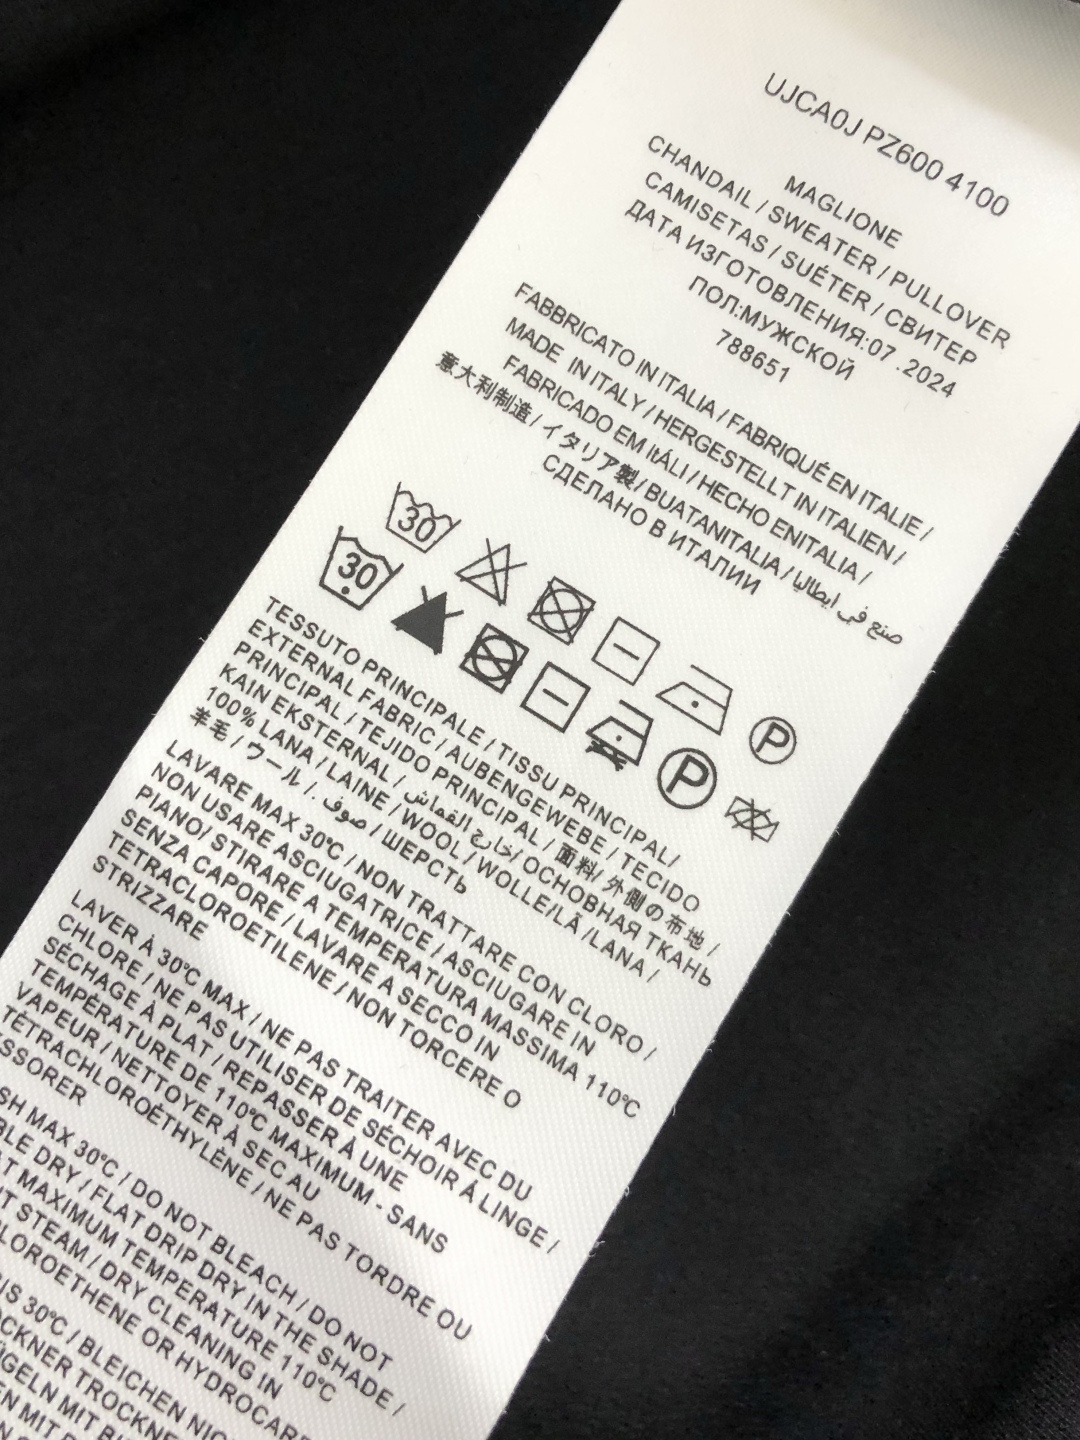 UJCA0J PZ600 4100
MAGLIONE
CHANDAIL / SWEATER / PULLOVER
CAMISETAS / SUÉTER / СВИТЕР
ДАТА ИЗГОТОВЛЕНИЯ:07 .2024
ПОЛ:МУЖСКОЙ
788651
FABBRICATO IN ITALIA / FABRIQUÉ EN ITALIE /
MADE IN ITALY / HERGESTELLT IN ITALIEN /
FABRICADO EM ItÁLI / HECHO ENITALIA /
意大利制造 / イタリア製 / BUATANITALIA / صنع في ايطاليا
СДЕЛАНО В ИТАЛИИ
30 P
30 P
TESSUTO PRINCIPALE / TISSU PRINCIPAL/
EXTERNAL FABRIC / AUBENGEWEBE / TECIDO
PRINCIPAL / TEJIDO PRINCIPAL / 面料/ 外側の布地 /
KAIN EKSTERNAL / خارج القماش/ ОСНОВНАЯ ТКАНЬ
100% LANA / LAINE / WOOL / WOLLE/LÃ /LANA /
羊毛 / ウール / صوف / ШЕРСТЬ
LAVARE MAX 30℃ / NON TRATTARE CON CLORO /
NON USARE ASCIUGATRICE / ASCIUGARE IN
PIANO/ STIRARE A TEMPERATURA MASSIMA 110℃
SENZA CAPORE / LAVARE A SECCO IN
TETRACLOROETILENE / NON TORCERE O
STRIZZARE
LAVER À 30℃ MAX / NE PAS TRAITER AVEC DU
CHLORE / NE PAS UTILISER DE SÉCHOIR Á LINGE /
SÉCHAGE À PLAT / REPASSER À UNE
TEMPÉRATURE DE 110℃ MAXIMUM - SANS
VAPEUR / NETTOYER À SEC AU
TÉTRACHLOROÉTHYLÈNE / NE PAS TORDRE OU
SSORER
SH MAX 30℃ / DO NOT BLEACH / DO NOT
BLE DRY / FLAT DRIP DRY IN THE SHADE /
AT MAXIMUM TEMPERATURE 110℃
T STEAM / DRY CLEANING IN
LOROETHENE OR HYDROCAR
IS 30℃ / BLEICHEN NIC
CKNER TROCKNE
GELN MIT B
EN MIT